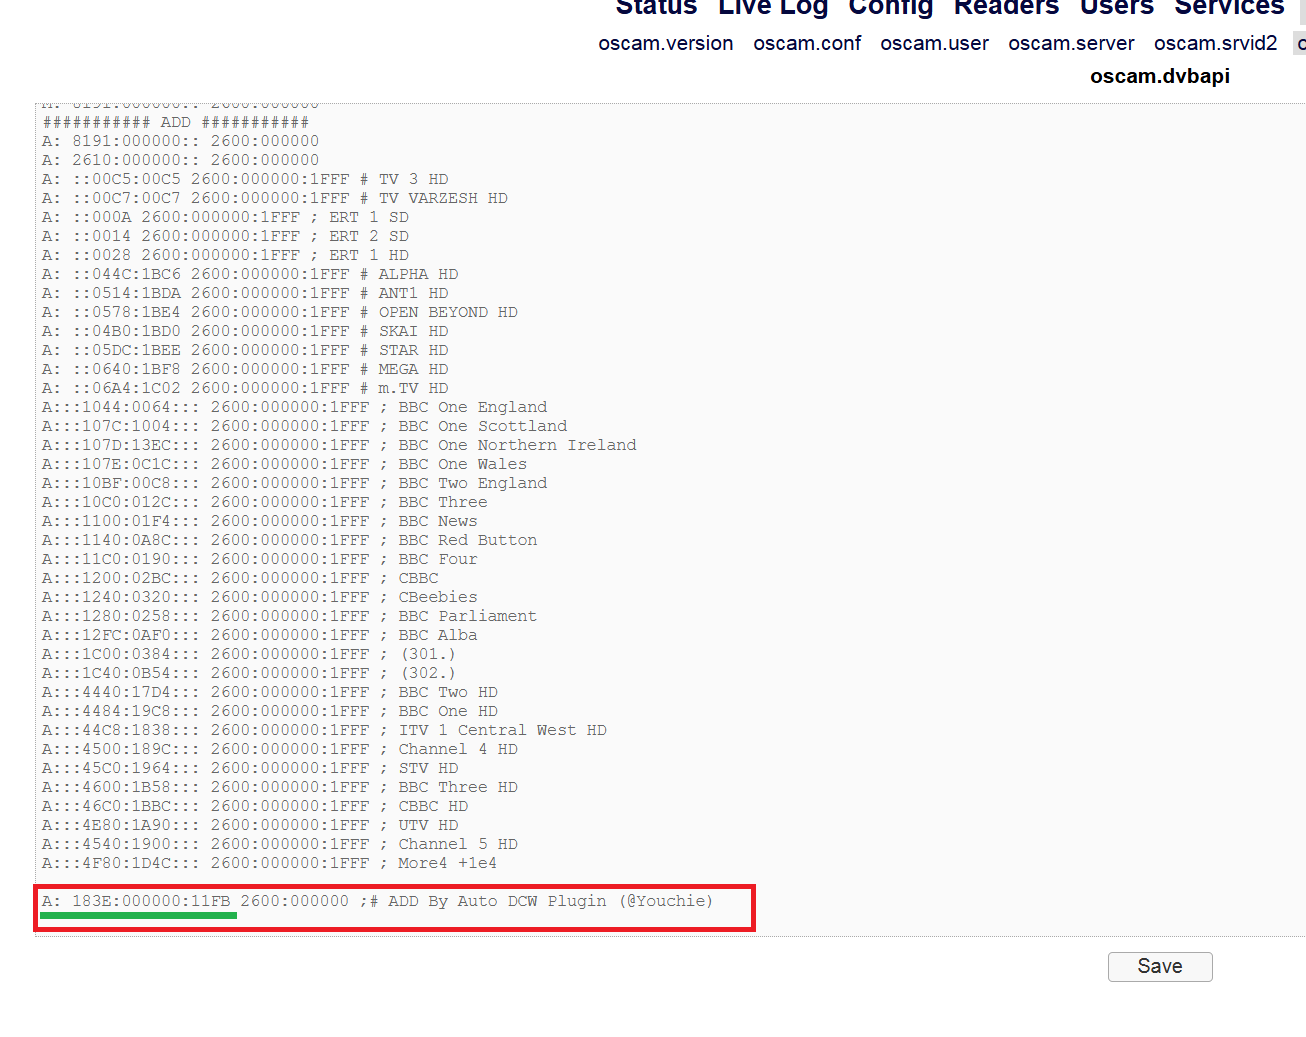 Status Live Log Config Readers Users Services
oscam.version oscam.conf oscam.user oscam.server oscam.srvid2
oscam.dvbapi
M: 8191:000000:: 2600:000000
########### ADD ###########
A: 8191:000000:: 2600:000000
A: 2610:000000:: 2600:000000
A: ::00C5:00C5 2600:000000:1FFF # TV 3 HD
A: ::00C7:00C7 2600:000000:1FFF # TV VARZESH HD
A: ::000A 2600:000000:1FFF ; ERT 1 SD
A: ::0014 2600:000000:1FFF ; ERT 2 SD
A: ::0028 2600:000000:1FFF ; ERT 1 HD
A: ::044C:1BC6 2600:000000:1FFF # ALPHA HD
A: ::0514:1BDA 2600:000000:1FFF # ANT1 HD
A: ::0578:1BE4 2600:000000:1FFF # OPEN BEYOND HD
A: ::04B0:1BD0 2600:000000:1FFF # SKAI HD
A: ::05DC:1BEE 2600:000000:1FFF # STAR HD
A: ::0640:1BF8 2600:000000:1FFF # MEGA HD
A: ::06A4:1C02 2600:000000:1FFF # m.TV HD
A:::1044:0064::: 2600:000000:1FFF ; BBC One England
A:::107C:1004::: 2600:000000:1FFF ; BBC One Scottland
A:::107D:13EC::: 2600:000000:1FFF ; BBC One Northern Ireland
A:::107E:0C1C::: 2600:000000:1FFF ; BBC One Wales
A:::10BF:00C8::: 2600:000000:1FFF ; BBC Two England
A:::10C0:012C::: 2600:000000:1FFF ; BBC Three
A:::1100:01F4::: 2600:000000:1FFF ; BBC News
A:::1140:0A8C::: 2600:000000:1FFF ; BBC Red Button
A:::11C0:0190::: 2600:000000:1FFF ; BBC Four
A:::1200:02BC::: 2600:000000:1FFF ; CBBC
A:::1240:0320::: 2600:000000:1FFF ; CBeebies
A:::1280:0258::: 2600:000000:1FFF ; BBC Parliament
A:::12FC:0AF0::: 2600:000000:1FFF ; BBC Alba
A:::1C00:0384::: 2600:000000:1FFF ; (301.)
A:::1C40:0B54::: 2600:000000:1FFF ; (302.)
A:::4440:17D4::: 2600:000000:1FFF ; BBC Two HD
A:::4484:19C8::: 2600:000000:1FFF ; BBC One HD
A:::44C8:1838::: 2600:000000:1FFF ; ITV 1 Central West HD
A:::4500:189C::: 2600:000000:1FFF ; Channel 4 HD
A:::45C0:1964::: 2600:000000:1FFF ; STV HD
A:::4600:1B58::: 2600:000000:1FFF ; BBC Three HD
A:::46C0:1BBC::: 2600:000000:1FFF ; CBBC HD
A:::4E80:1A90::: 2600:000000:1FFF ; UTV HD
A:::4540:1900::: 2600:000000:1FFF ; Channel 5 HD
A:::4F80:1D4C::: 2600:000000:1FFF ; More4 +1e4
A: 183E:000000:11FB 2600:000000 ;# ADD By Auto DCW Plugin (@Youchie)
Save